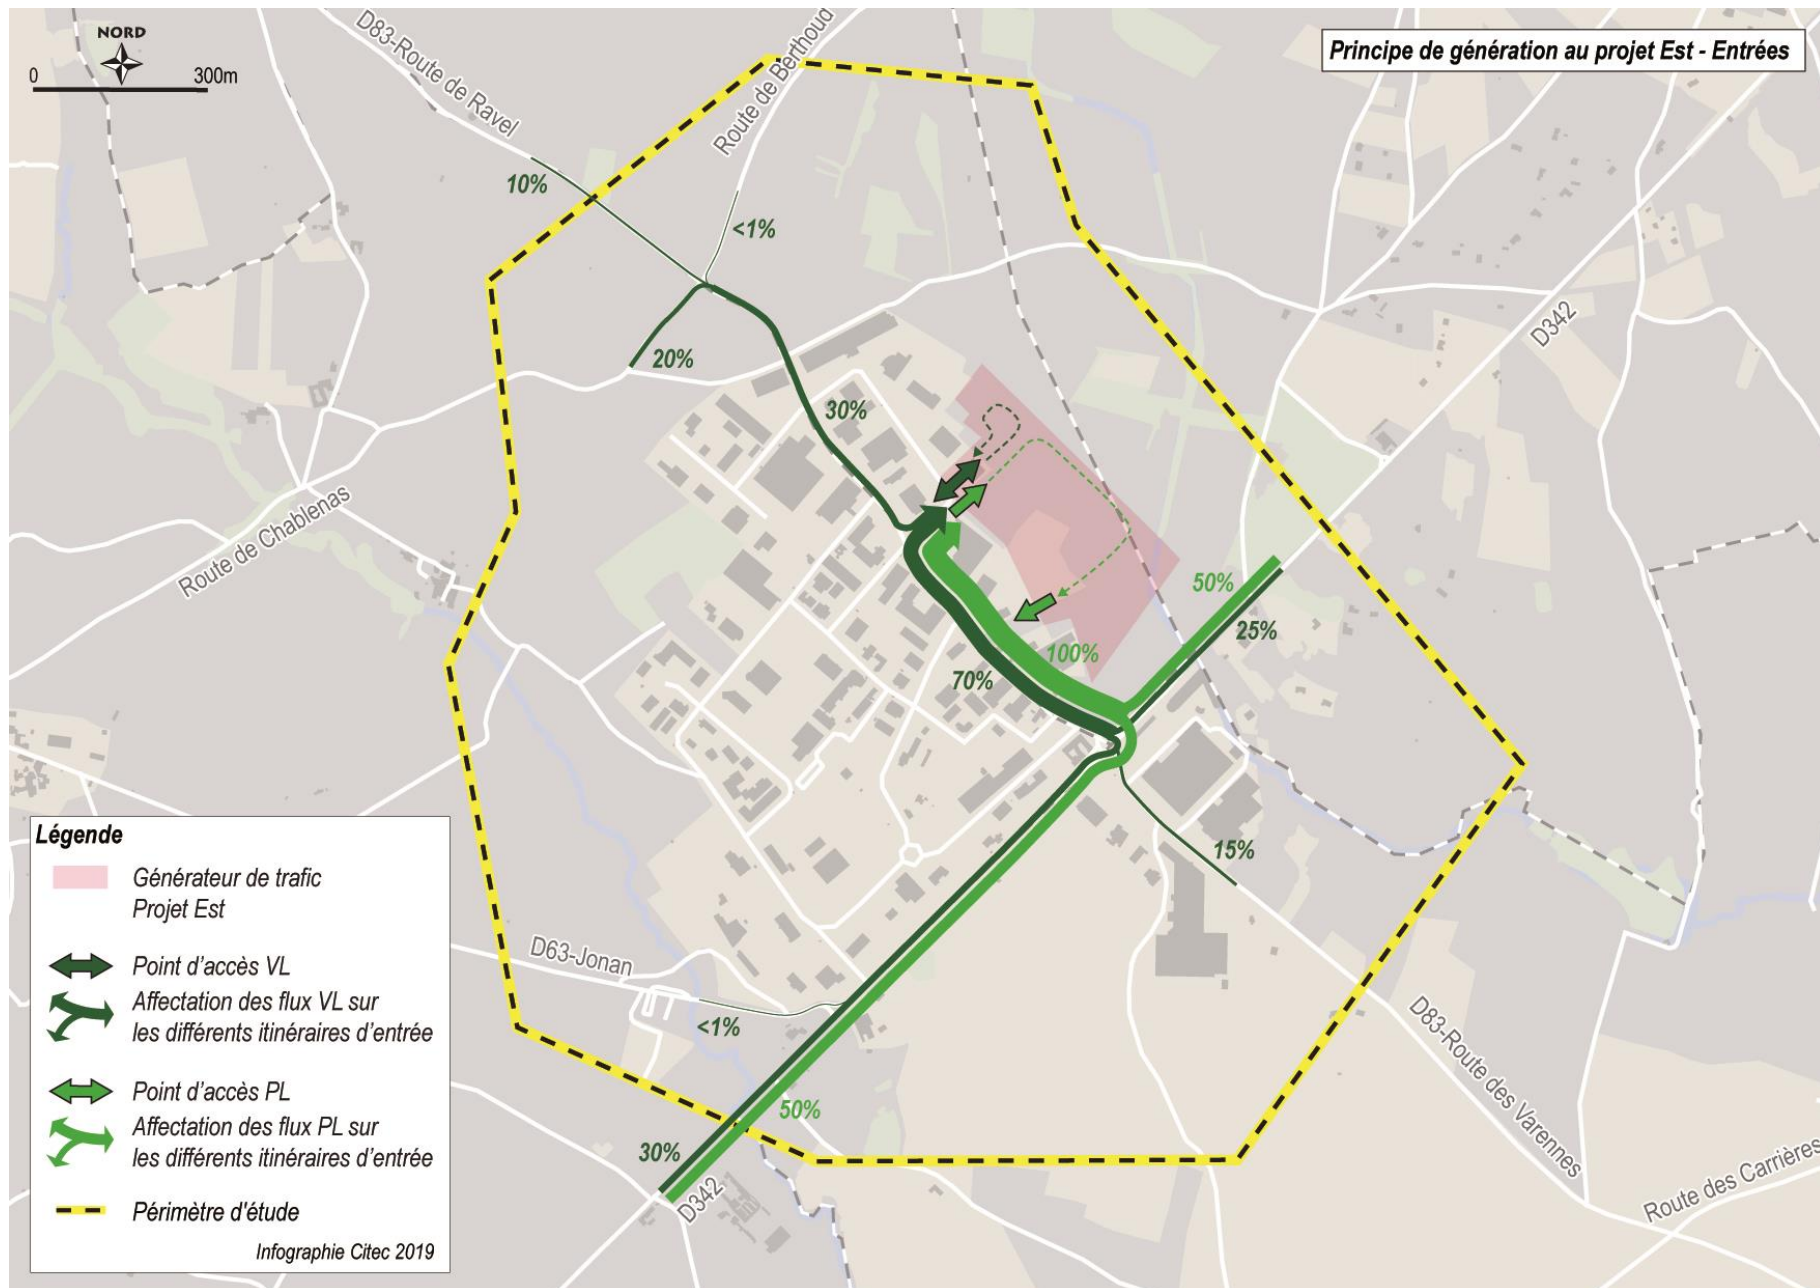 NORD
0 300m
D83-Route de Ravel
Route de Berthoud
Principe de génération au projet Est - Entrées
10%
<1%
D342
20%
30%
Route de Chablenas
50%
25%
100%
70%
15%
D63-Jonan
<1%
D83-Route des Varennes
50%
30%
D342
Route des Carrières
Légende
Générateur de trafic
Projet Est
Point d'accès VL
Affectation des flux VL sur
les différents itinéraires d'entrée
Point d'accès PL
Affectation des flux PL sur
les différents itinéraires d'entrée
Périmètre d'étude
Infographie Citec 2019